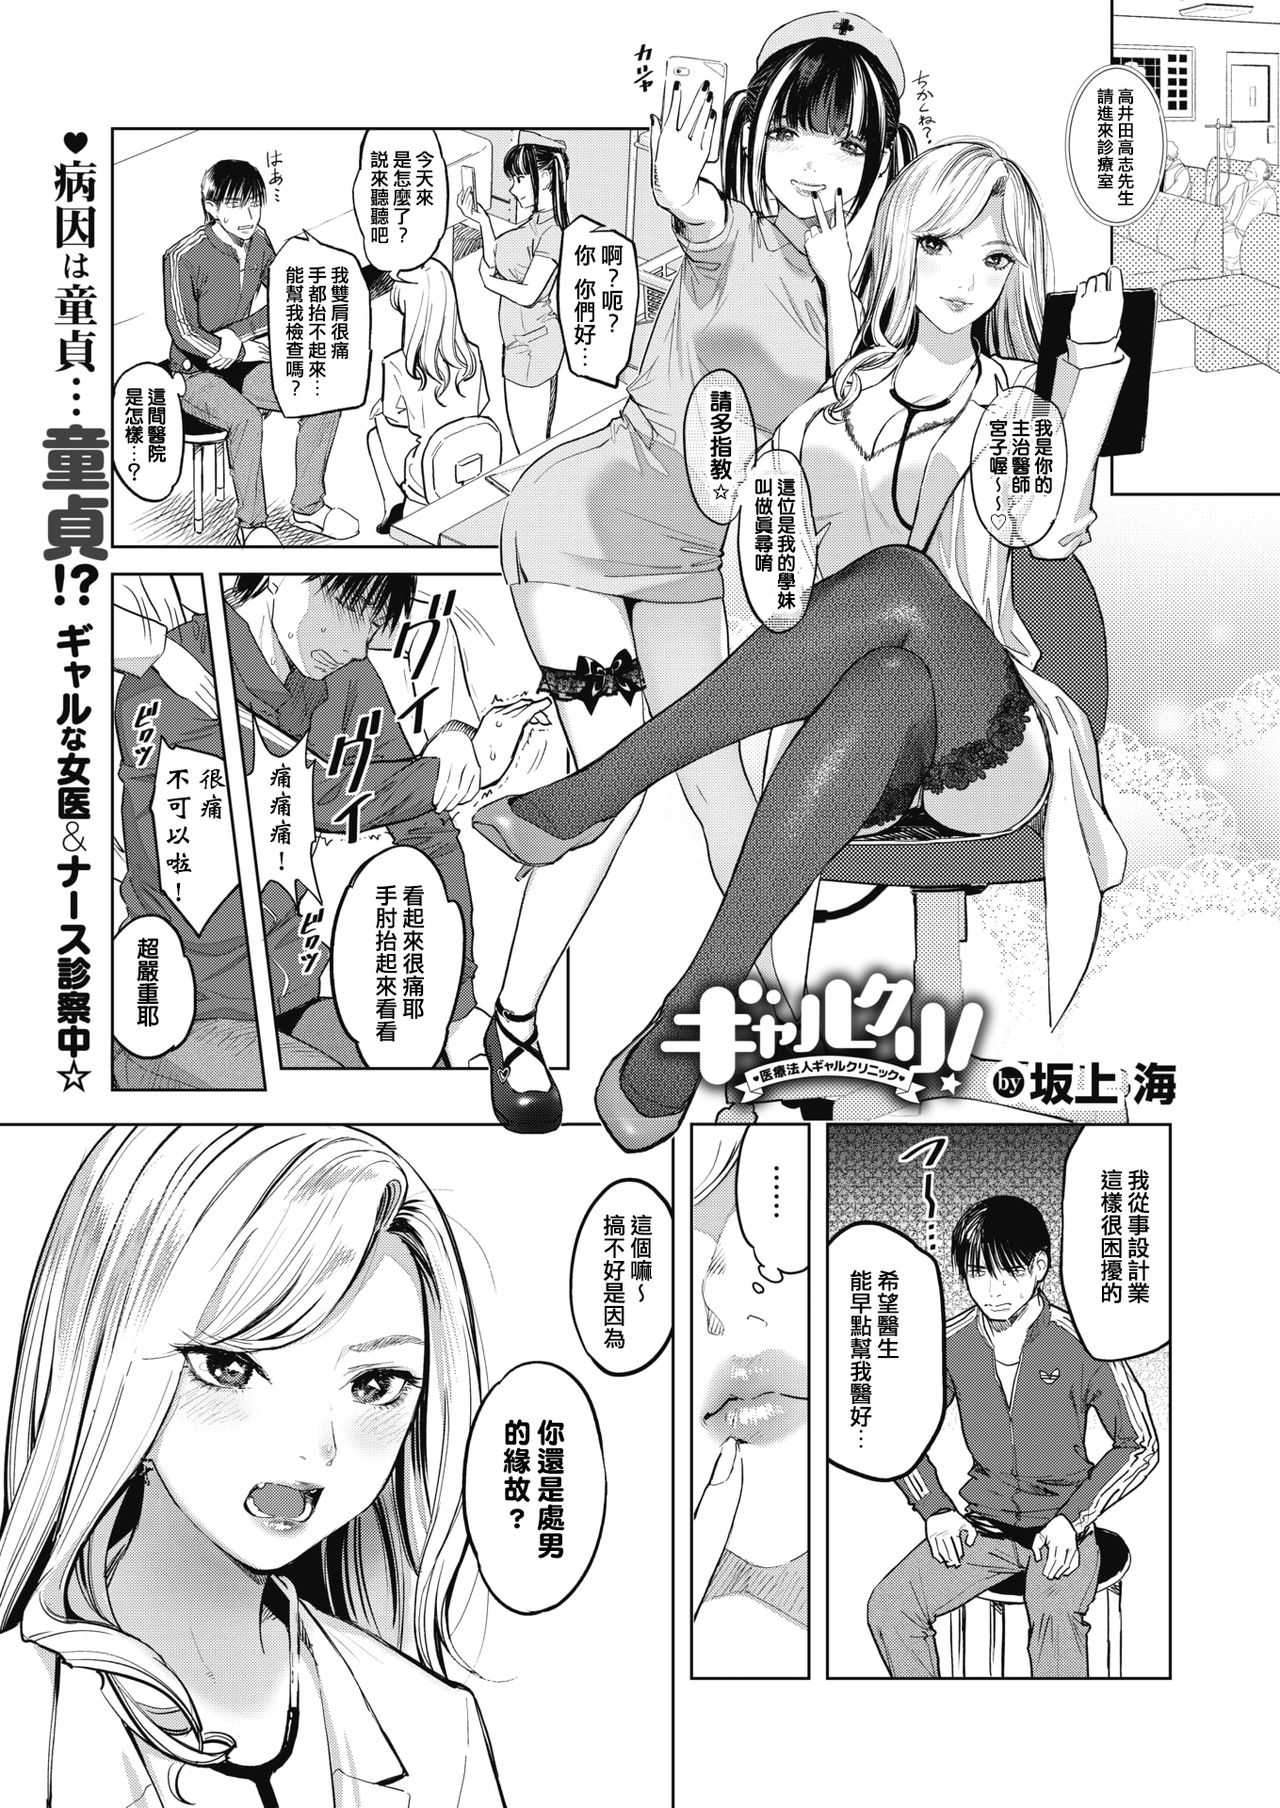 高井田高志先生
請進來診療室
カシャ
ちかくね?
我是你的
主治醫師
宮子喔~~♡
這位是我的學妹
叫做眞尋唷
請多指教☆
啊?呃?
你 你們好…
今天來
是怎麼了?
說來聽聽吧
はぁ…
我雙肩很痛
手都抬不起來…
能幫我檢查嗎?
這間醫院
是怎樣…?
♥病因は童貞…童貞!?ギャルな女医&ナース診察中☆
グググイ
看起來很痛耶
手肘抬起來看看
ビビッ
痛痛痛!
很痛
不可以啦!
ビビッ
超嚴重耶
ギャルクリ!
♥医療法人ギャルクリニック♥
by坂上 海
我從事設計業
這樣很困擾的
希望醫生
能早點幫我醫好…
……
這個嘛~
搞不好是因為
你還是處男
的緣故?